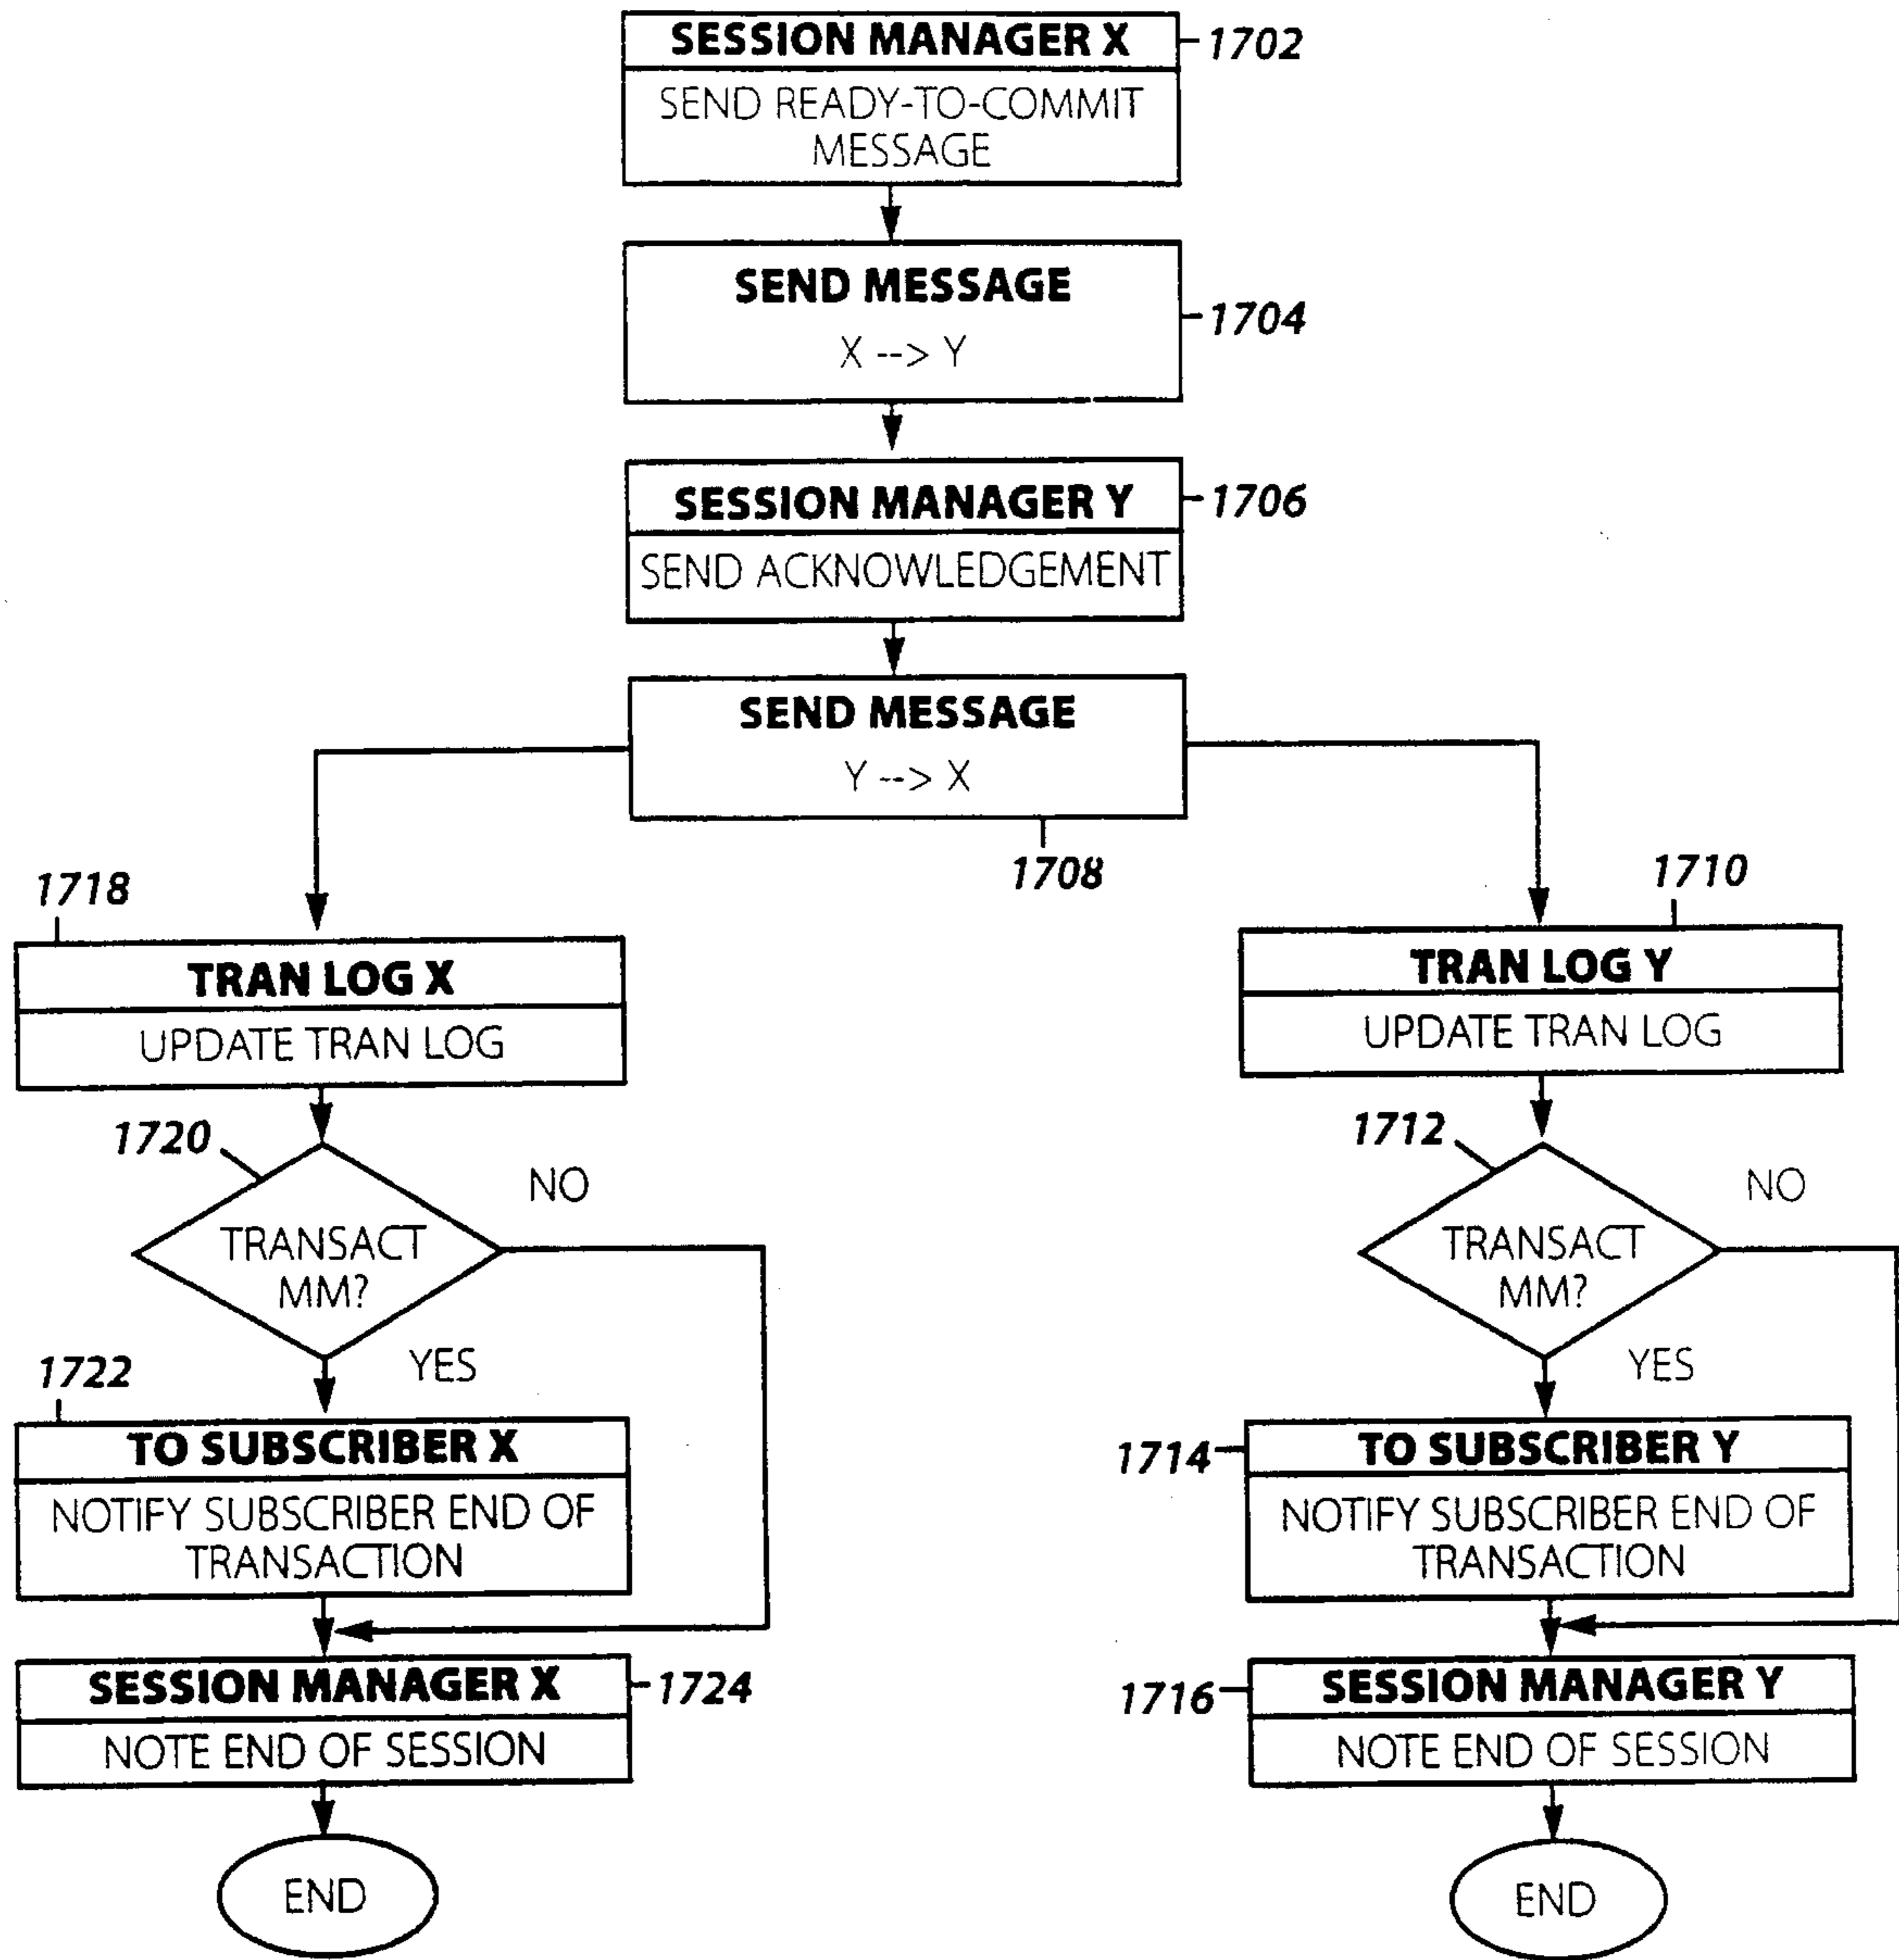 SESSION MANAGER X
1702
SEND READY-TO-COMMIT
MESSAGE
SEND MESSAGE
1704
X --> Y
SESSION MANAGER Y
1706
SEND ACKNOWLEDGEMENT
SEND MESSAGE
Y --> X
1708
1718
TRAN LOG X
UPDATE TRAN LOG
1720
NO
TRANSACT
MM?
YES
1722
TO SUBSCRIBER X
NOTIFY SUBSCRIBER END OF
TRANSACTION
SESSION MANAGER X
1724
NOTE END OF SESSION
END
1710
TRAN LOG Y
UPDATE TRAN LOG
1712
NO
TRANSACT
MM?
YES
1714
TO SUBSCRIBER Y
NOTIFY SUBSCRIBER END OF
TRANSACTION
1716
SESSION MANAGER Y
NOTE END OF SESSION
END